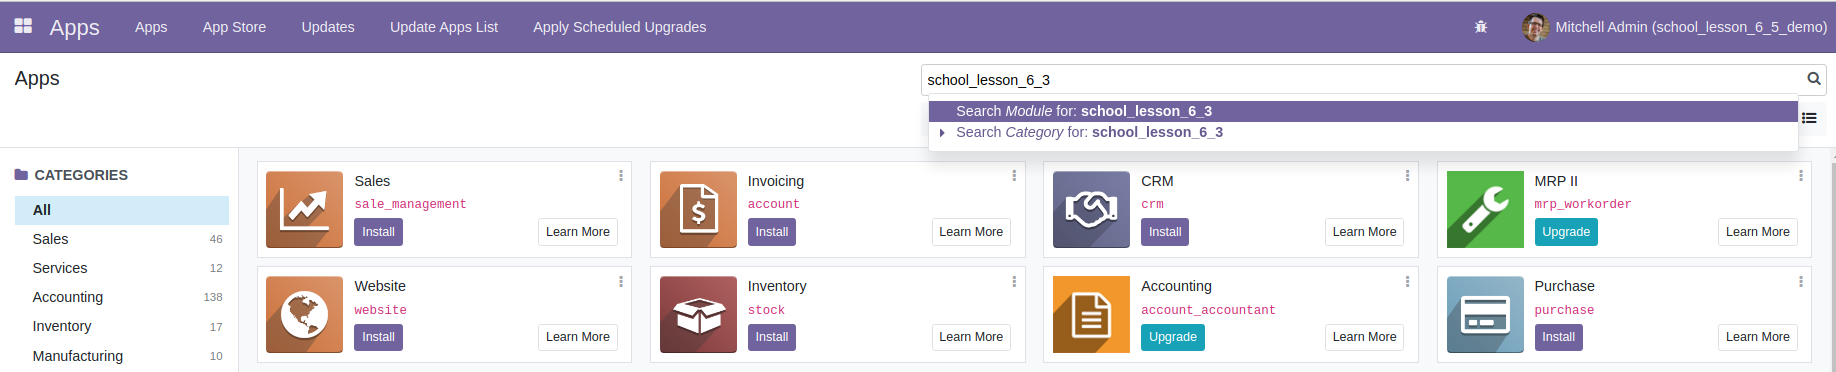 Apps Apps App Store Updates Update Apps List Apply Scheduled Upgrades Mitchell Admin (school_lesson_6_5_demo)
Apps school_lesson_6_3
Search Module for: school_lesson_6_3
Search Category for: school_lesson_6_3
CATEGORIES
All
Sales 46
Services 12
Accounting 138
Inventory 17
Manufacturing 10
Sales
sale_management
Install Learn More
Invoicing
account
Install Learn More
CRM
crm
Install Learn More
MRP II
mrp_workorder
Upgrade Learn More
Website
website
Install Learn More
Inventory
stock
Install Learn More
Accounting
account_accountant
Upgrade Learn More
Purchase
purchase
Install Learn More